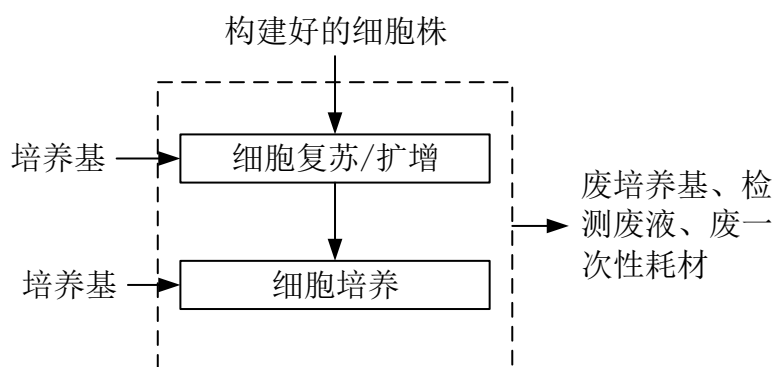 构建好的细胞株
培养基
细胞复苏/扩增
废培养基、检
测废液、废一
次性耗材
培养基
细胞培养